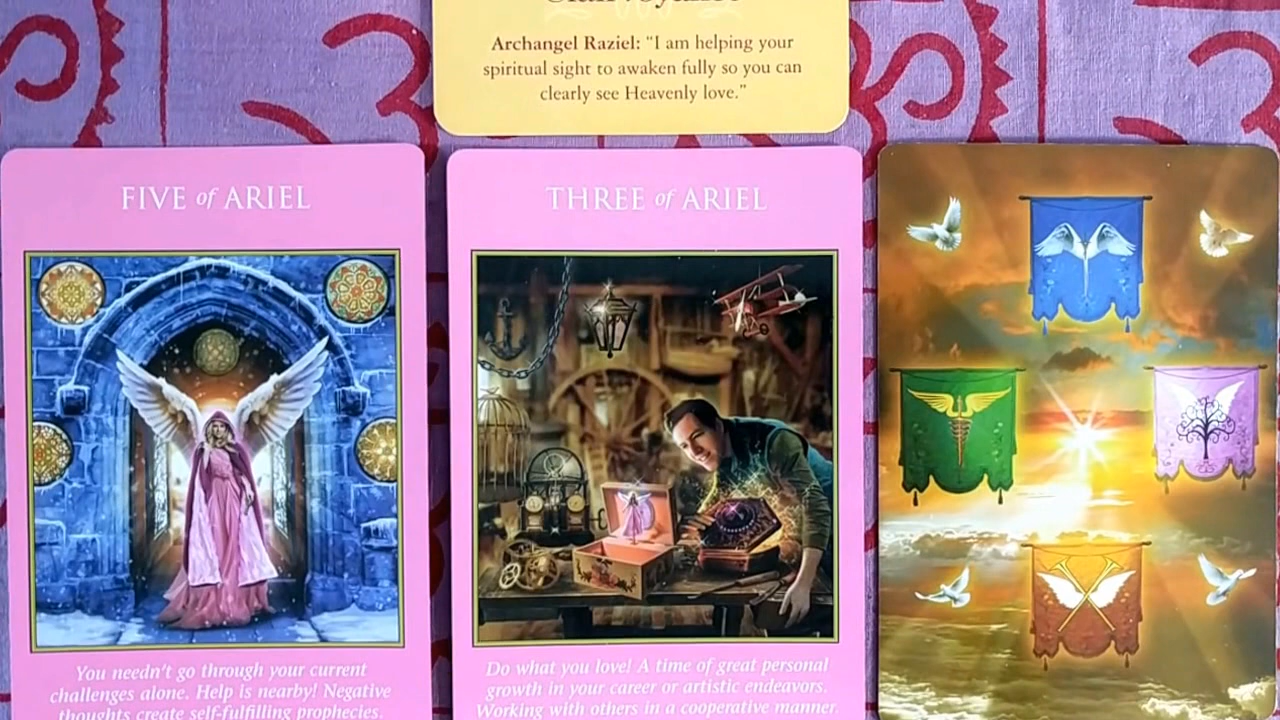 Archangel Raziel: “I am helping your
spiritual sight to awaken fully so you can
clearly see Heavenly love.”
FIVE of ARIEL
You needn't go through your current
challenges alone. Help is nearby! Negative
thoughts create self-fulfilling prophecies.
THREE of ARIEL
Do what you love! A time of great personal
growth in your career or artistic endeavors.
Working with others in a cooperative manner.